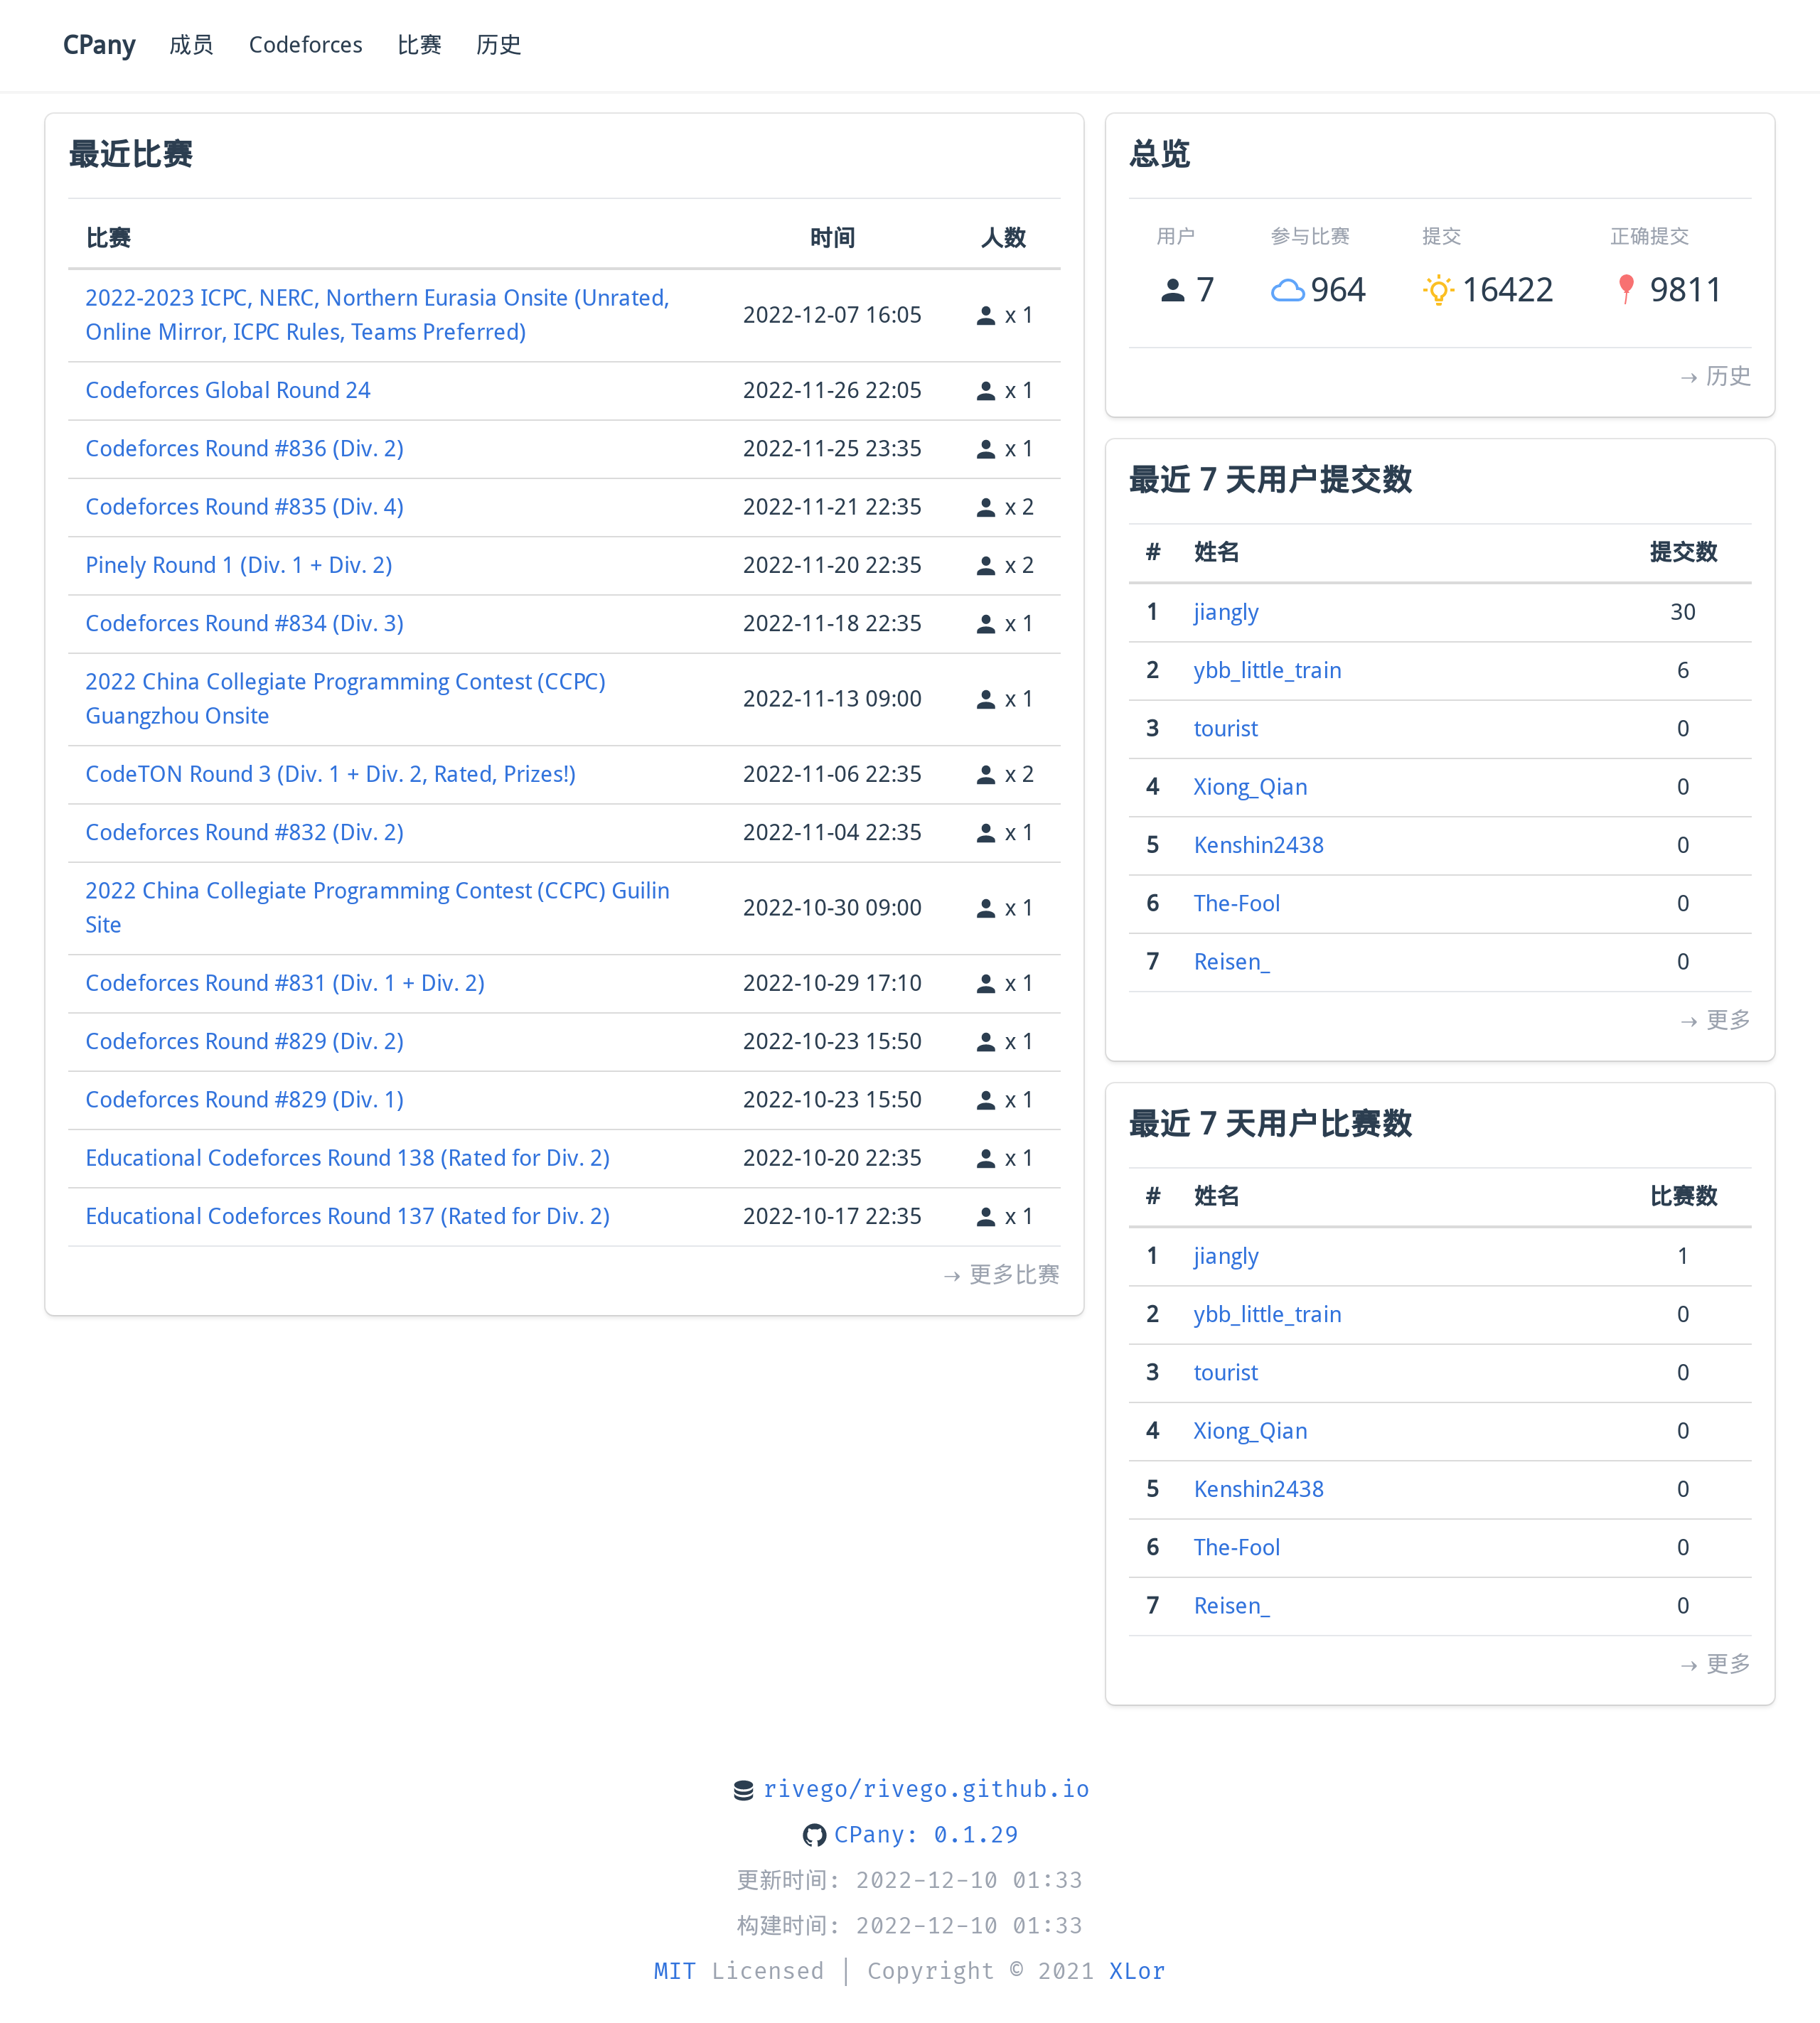 CPany 成员 Codeforces 比赛 历史
最近比赛
比赛 时间 人数
2022-2023 ICPC, NERC, Northern Eurasia Onsite (Unrated,
Online Mirror, ICPC Rules, Teams Preferred) 2022-12-07 16:05 x 1
Codeforces Global Round 24 2022-11-26 22:05 x 1
Codeforces Round #836 (Div. 2) 2022-11-25 23:35 x 1
Codeforces Round #835 (Div. 4) 2022-11-21 22:35 x 2
Pinely Round 1 (Div. 1 + Div. 2) 2022-11-20 22:35 x 2
Codeforces Round #834 (Div. 3) 2022-11-18 22:35 x 1
2022 China Collegiate Programming Contest (CCPC)
Guangzhou Onsite 2022-11-13 09:00 x 1
CodeTON Round 3 (Div. 1 + Div. 2, Rated, Prizes!) 2022-11-06 22:35 x 2
Codeforces Round #832 (Div. 2) 2022-11-04 22:35 x 1
2022 China Collegiate Programming Contest (CCPC) Guilin
Site 2022-10-30 09:00 x 1
Codeforces Round #831 (Div. 1 + Div. 2) 2022-10-29 17:10 x 1
Codeforces Round #829 (Div. 2) 2022-10-23 15:50 x 1
Codeforces Round #829 (Div. 1) 2022-10-23 15:50 x 1
Educational Codeforces Round 138 (Rated for Div. 2) 2022-10-20 22:35 x 1
Educational Codeforces Round 137 (Rated for Div. 2) 2022-10-17 22:35 x 1
→ 更多比赛
总览
用户 参与比赛 提交 正确提交
7 964 16422 9811
→ 历史
最近 7 天用户提交数
# 姓名 提交数
1 jiangly 30
2 ybb_little_train 6
3 tourist 0
4 Xiong_Qian 0
5 Kenshin2438 0
6 The-Fool 0
7 Reisen_ 0
→ 更多
最近 7 天用户比赛数
# 姓名 比赛数
1 jiangly 1
2 ybb_little_train 0
3 tourist 0
4 Xiong_Qian 0
5 Kenshin2438 0
6 The-Fool 0
7 Reisen_ 0
→ 更多
rivego/rivego.github.io
CPany: 0.1.29
更新时间: 2022-12-10 01:33
构建时间: 2022-12-10 01:33
MIT Licensed | Copyright © 2021 XLor